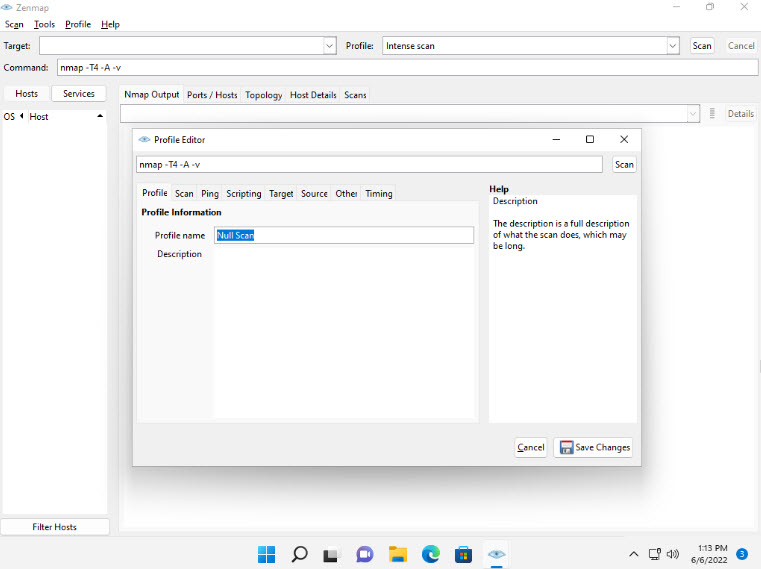 Zenmap
Scan Tools Profile Help
Target: Profile: Intense scan Scan Cancel
Command: nmap -T4 -A -v
Hosts Services Nmap Output Ports / Hosts Topology Host Details Scans
OS Host Details
Profile Editor
nmap -T4 -A -v Scan
Profile Scan Ping Scripting Target Source Other Timing
Help
Profile Information
Description
Profile name Null Scan
Description
The description is a full description
of what the scan does, which may
be long.
Cancel Save Changes
Filter Hosts
1:13 PM
6/6/2022
3